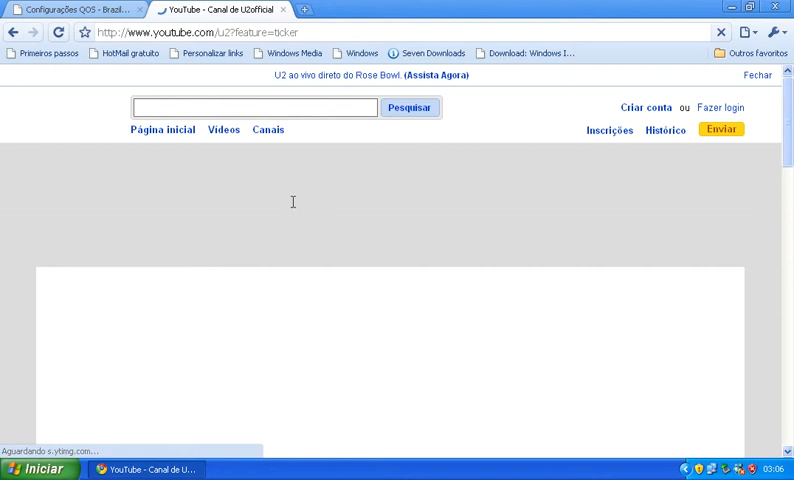 Configurações QOS - Brazil...
YouTube - Canal de U2official
http://www.youtube.com/u2?feature=ticker
Primeiros passos HotMail gratuito Personalizar links Windows Media Windows Seven Downloads Download: Windows I... Outros favoritos
U2 ao vivo direto do Rose Bowl. (Assista Agora) Fechar
Pesquisar Criar conta ou Fazer login
Página inicial Vídeos Canais Inscrições Histórico Enviar
Aguardando s.ytimg.com...
Iniciar YouTube - Canal de U... 03:06